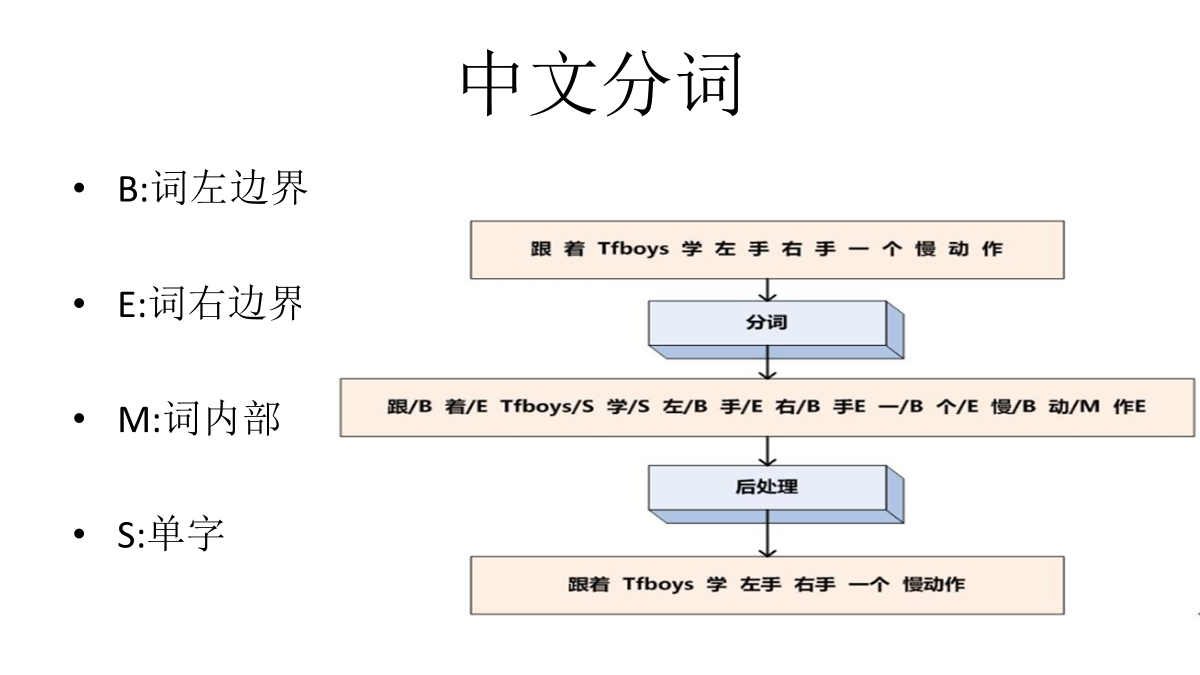 中文分词
• B:词左边界
• E:词右边界
• M:词内部
• S:单字
跟 着 Tfboys 学 左 手 右 手 一 个 慢 动 作
分词
跟/B 着/E Tfboys/S 学/S 左/B 手/E 右/B 手E 一/B 个/E 慢/B 动/M 作E
后处理
跟着 Tfboys 学 左手 右手 一个 慢动作